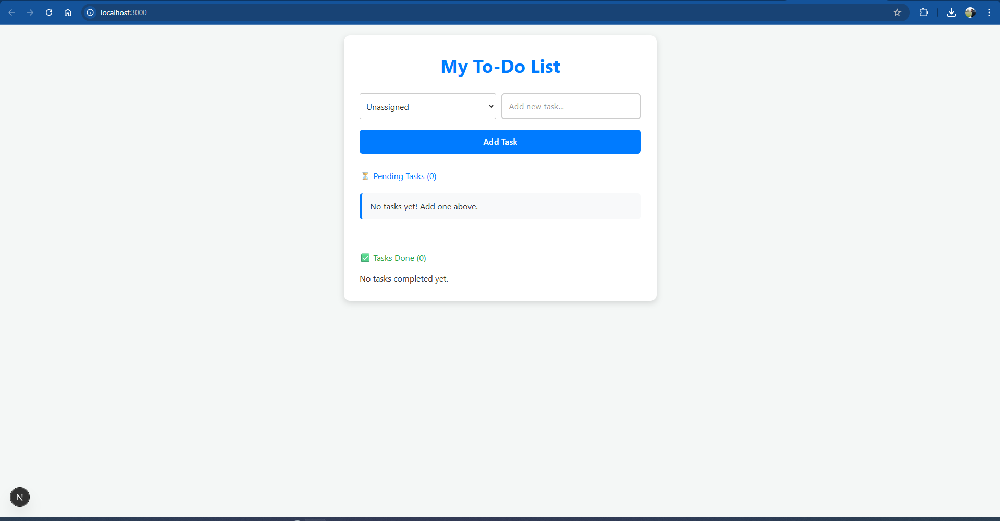 localhost:3000
My To-Do List
Unassigned
Add new task...
Add Task
⏳ Pending Tasks (0)
No tasks yet! Add one above.
✅ Tasks Done (0)
No tasks completed yet.
N